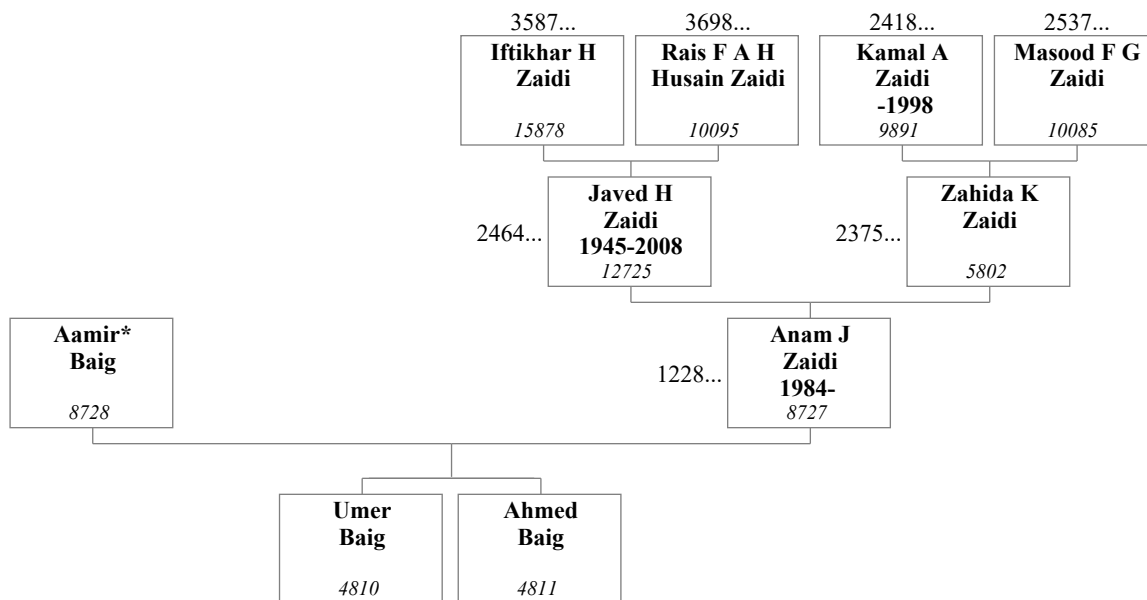 3587... 3698... 2418... 2537...
Iftikhar H
Zaidi
15878
Rais F A H
Husain Zaidi
10095
Kamal A
Zaidi
-1998
9891
Masood F G
Zaidi
10085
2464...
Javed H
Zaidi
1945-2008
12725
2375...
Zahida K
Zaidi
5802
Aamir*
Baig
8728
1228...
Anam J
Zaidi
1984-
8727
Umer
Baig
4810
Ahmed
Baig
4811